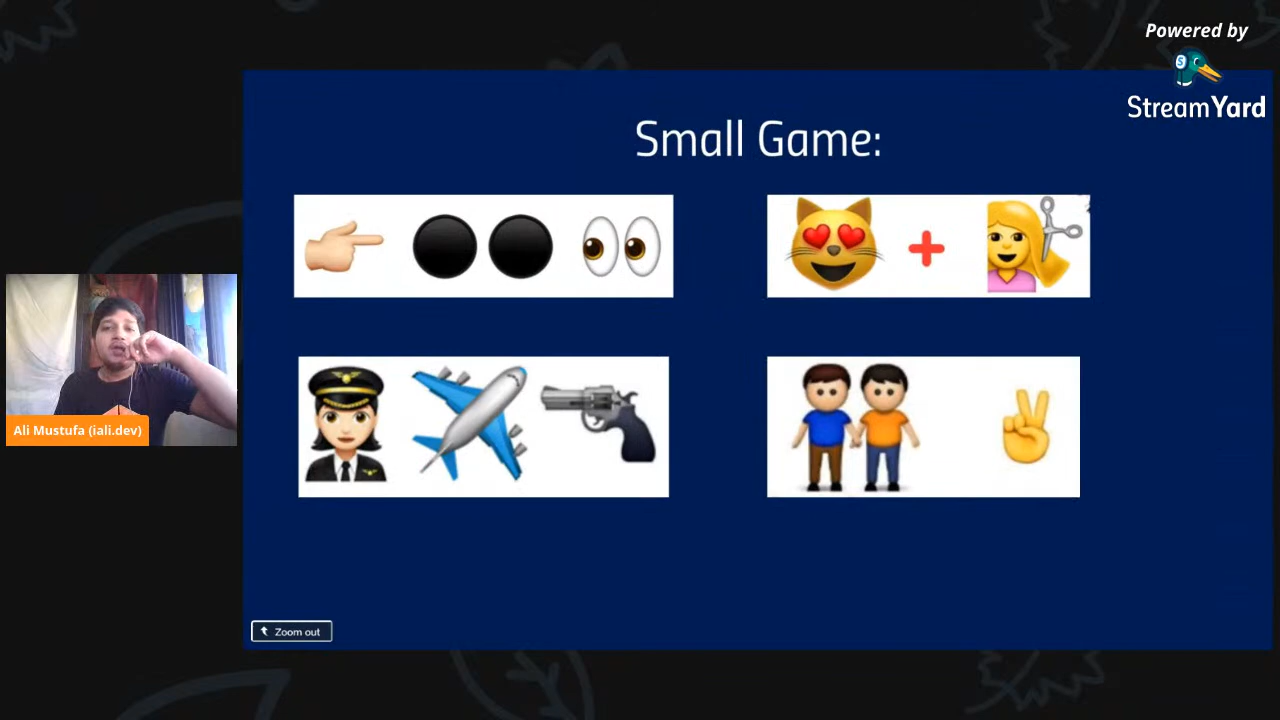 Powered by
StreamYard
Small Game:
Ali Mustufa (iali.dev)
Zoom out